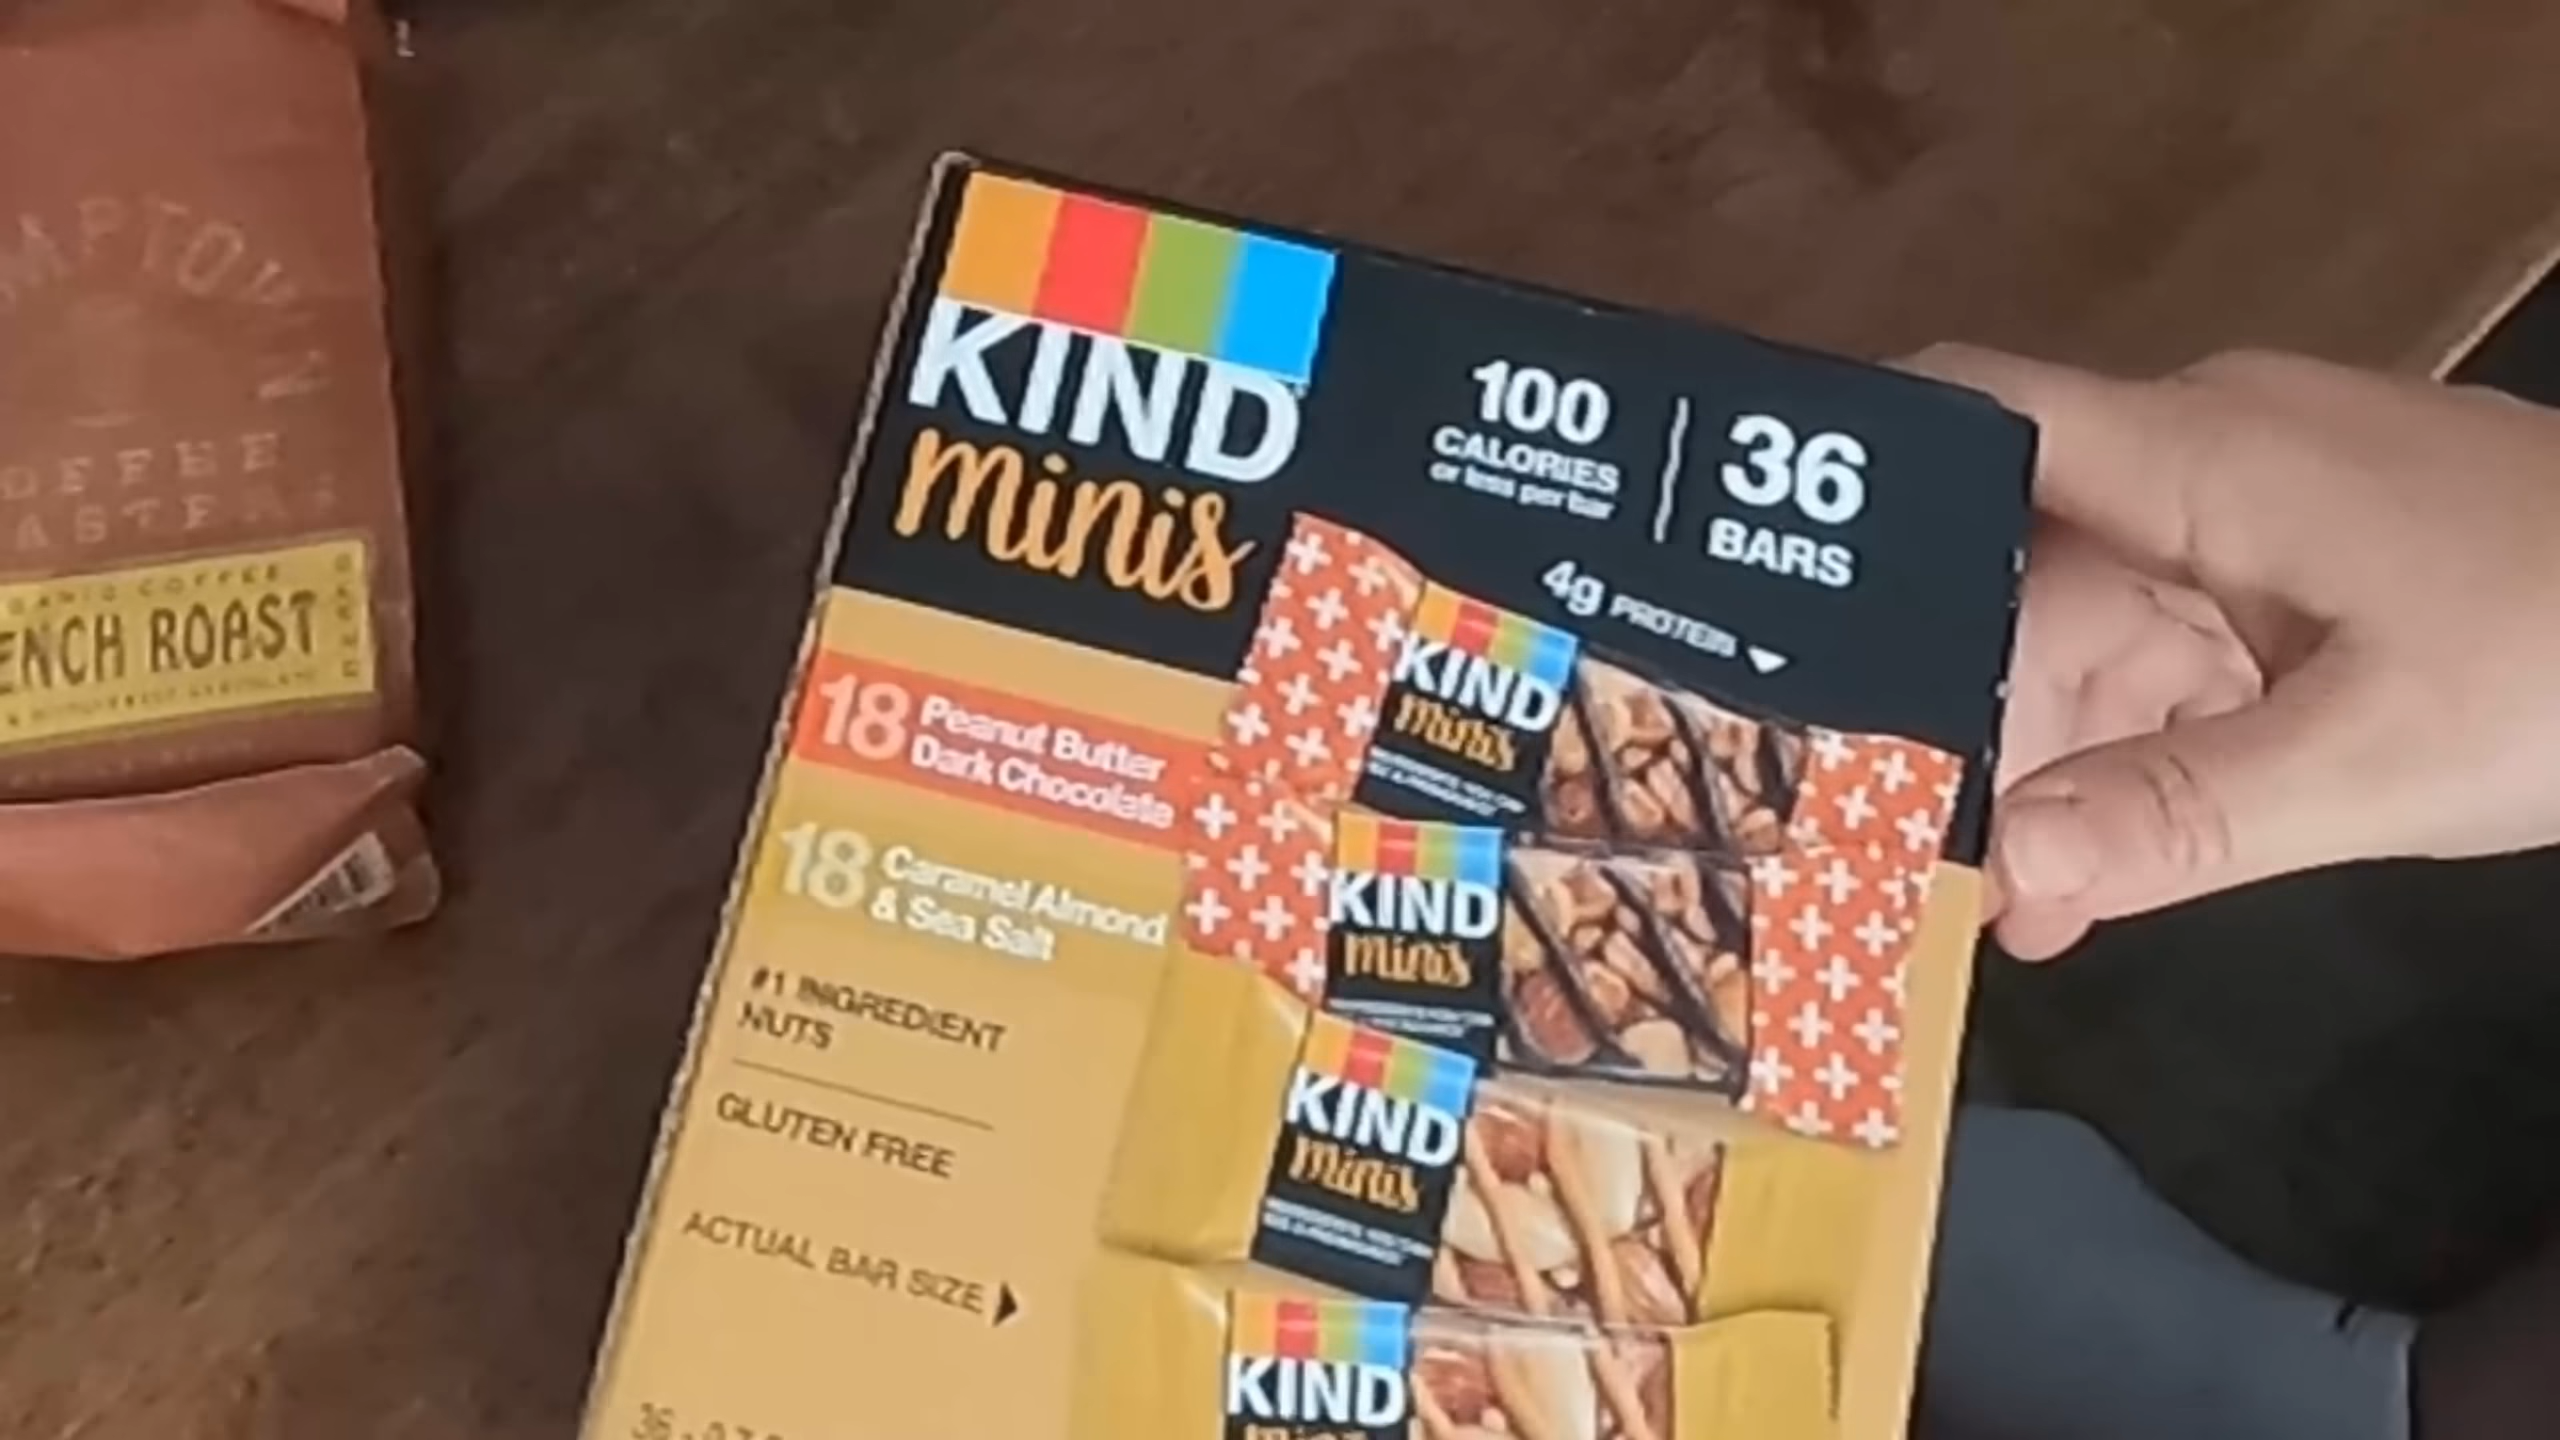 ENCH ROAST
KIND
minis
100
CALORIES
or less per bar
36
BARS
4g PROTEIN
18 Peanut Butter
Dark Chocolate
18 Caramel Almond
& Sea Salt
#1 INGREDIENT
NUTS
GLUTEN FREE
ACTUAL BAR SIZE
KIND
minis
KIND
minis
KIND
minis
KIND
minis